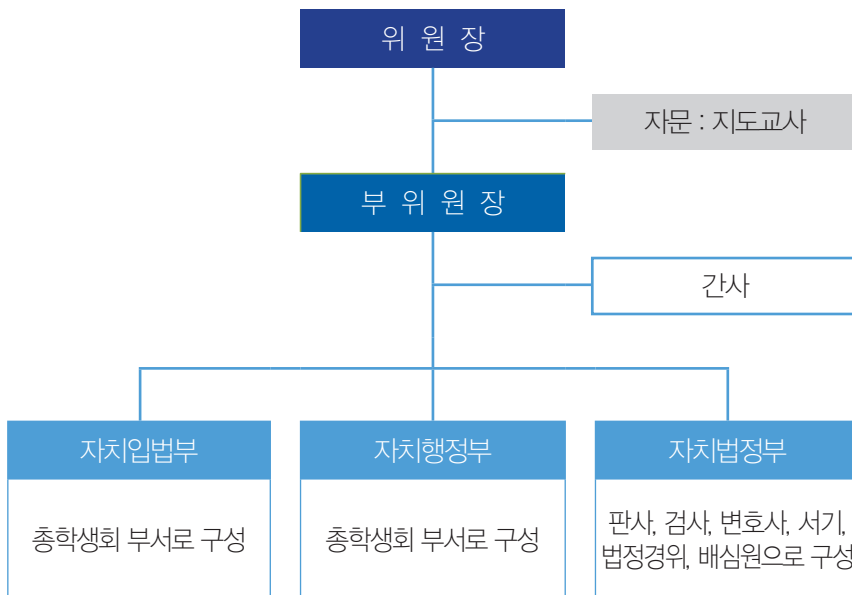 위 원 장
자문 : 지도교사
부 위 원 장
간사
자치입법부
자치행정부
자치법정부
총학생회 부서로 구성
총학생회 부서로 구성
판사, 검사, 변호사, 서기,
법정경위, 배심원으로 구성